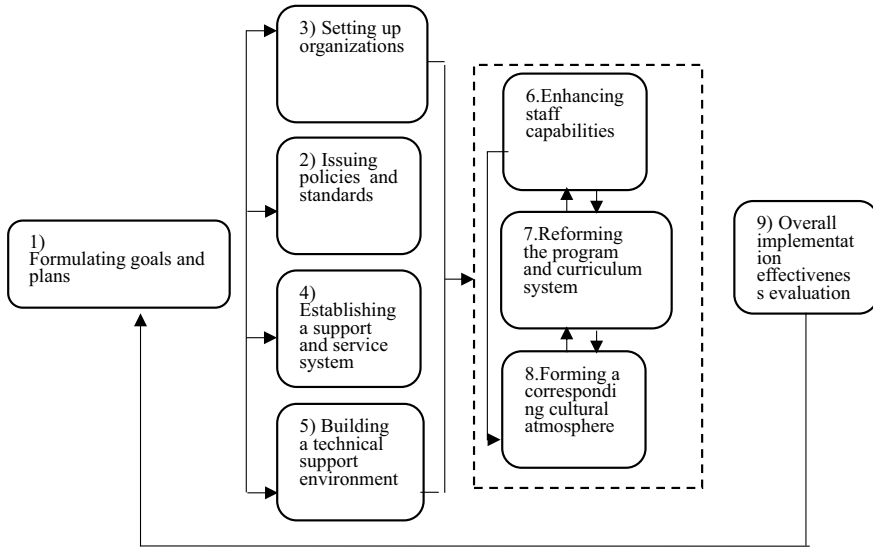 1)
Formulating goals and
plans
3) Setting up
organizations
2) Issuing
policies and
standards
4)
Establishing
a support
and service
system
5) Building
a technical
support
environment
6.Enhancing
staff
capabilities
7.Reforming
the program
and curriculum
system
8.Forming a
correspondi
ng cultural
atmosphere
9) Overall
implementat
ion
effectivenes
s evaluation